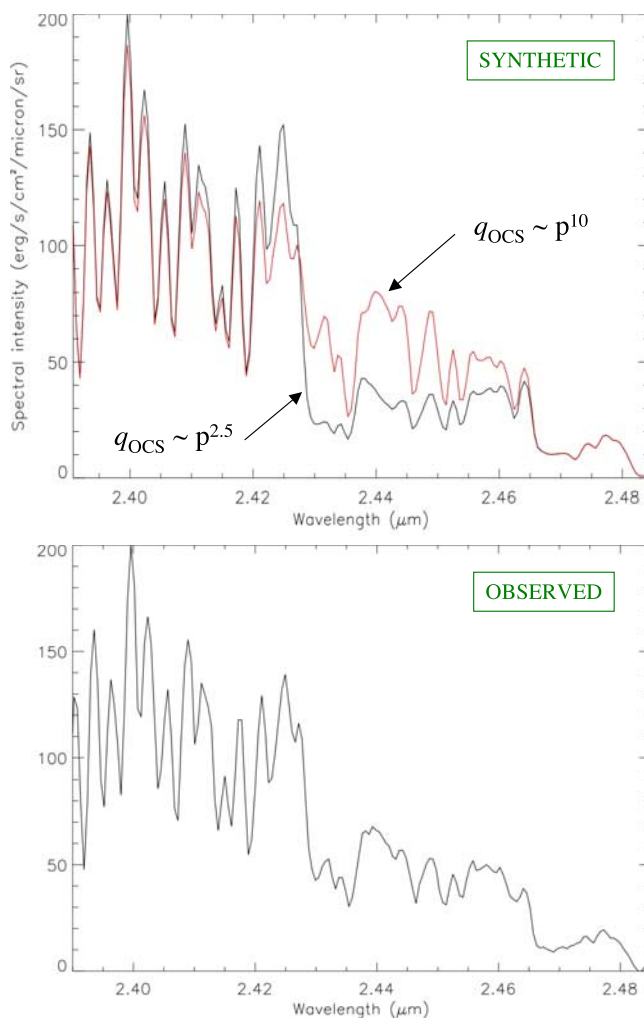 200
SYNTHETIC
150
q_OCS ~ p^10
100
50
q_OCS ~ p^2.5
0
2.40 2.42 2.44 2.46 2.48
Wavelength (μm)
Spectral intensity (erg/s/cm²/micron/sr)
200
OBSERVED
150
100
50
0
2.40 2.42 2.44 2.46 2.48
Wavelength (μm)